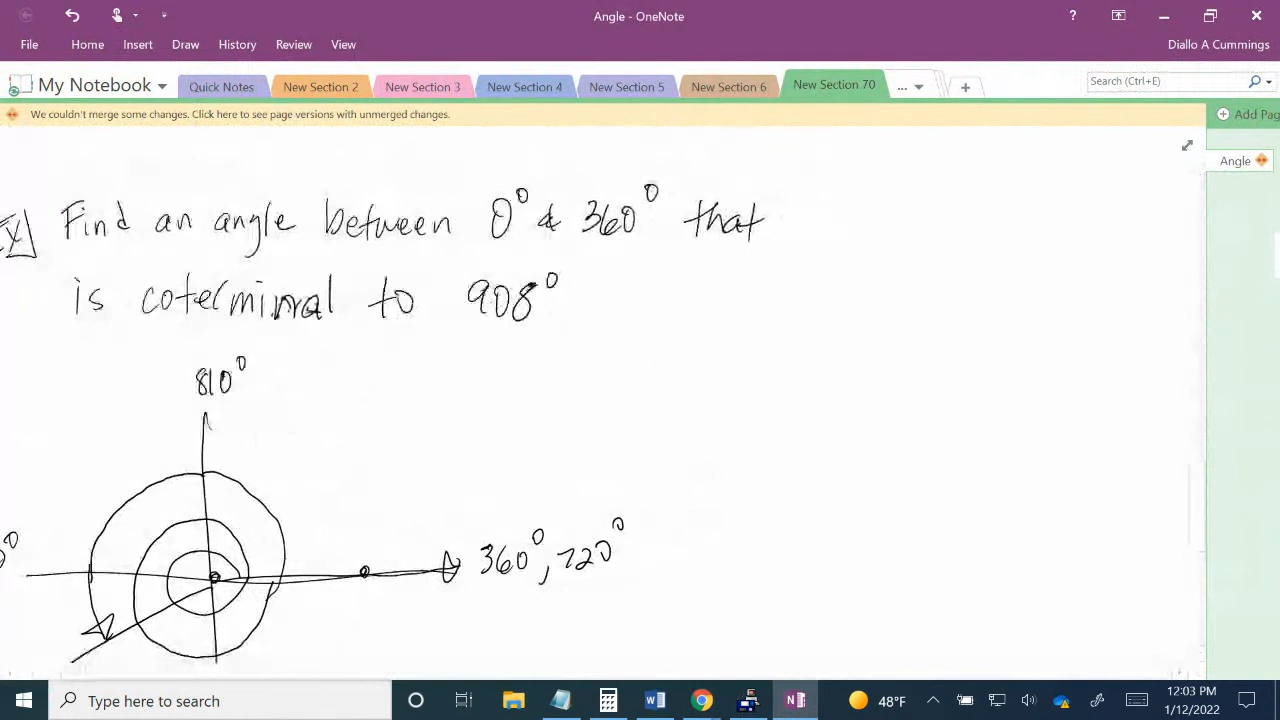 Angle - OneNote
?
File Home Insert Draw History Review View
Diallo A Cummings
My Notebook Quick Notes New Section 2 New Section 3 New Section 4 New Section 5 New Section 6 New Section 70 ... +
Search (Ctrl+E)
We couldn't merge some changes. Click here to see page versions with unmerged changes.
Add Pag
Angle
EX Find an angle between 0° & 360° that
is coterminal to 908°
810°
0°
360°, 720°
Type here to search
48°F
12:03 PM
1/12/2022